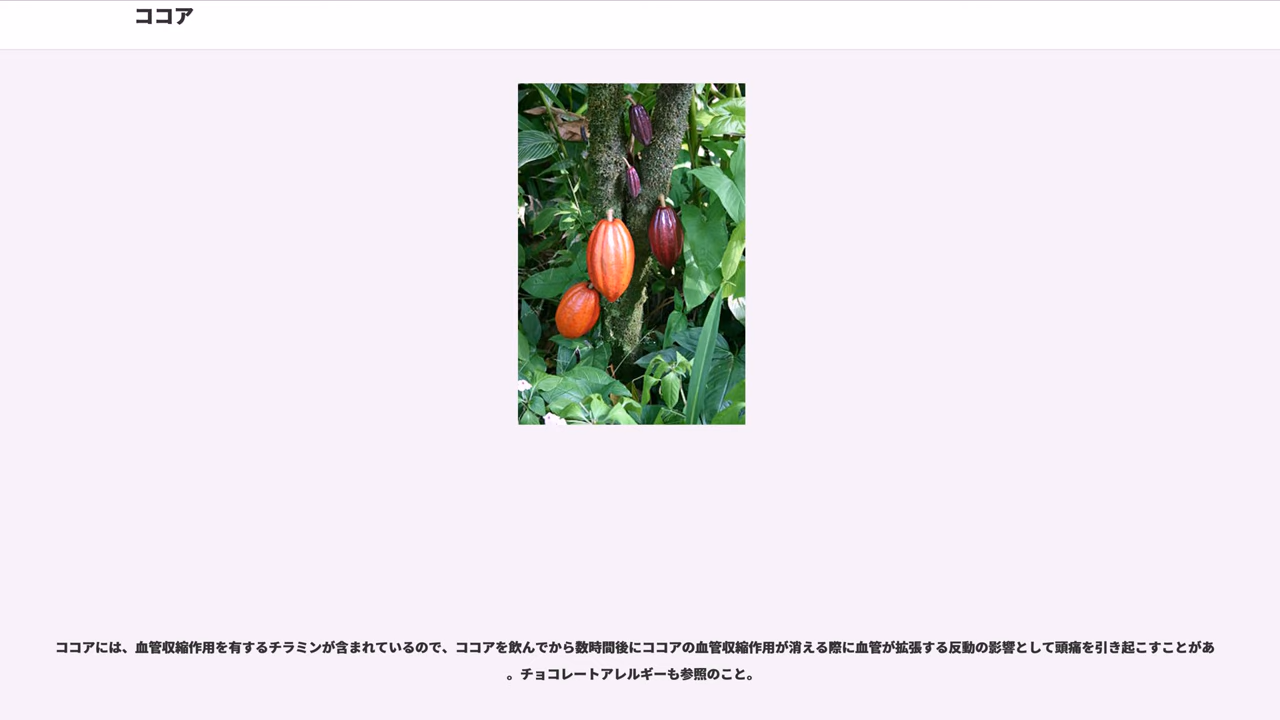 ココア
ココアには、血管収縮作用を有するチラミンが含まれているので、ココアを飲んでから数時間後にココアの血管収縮作用が消える際に血管が拡張する反動の影響として頭痛を引き起こすことがあ
。チョコレートアレルギーも参照のこと。